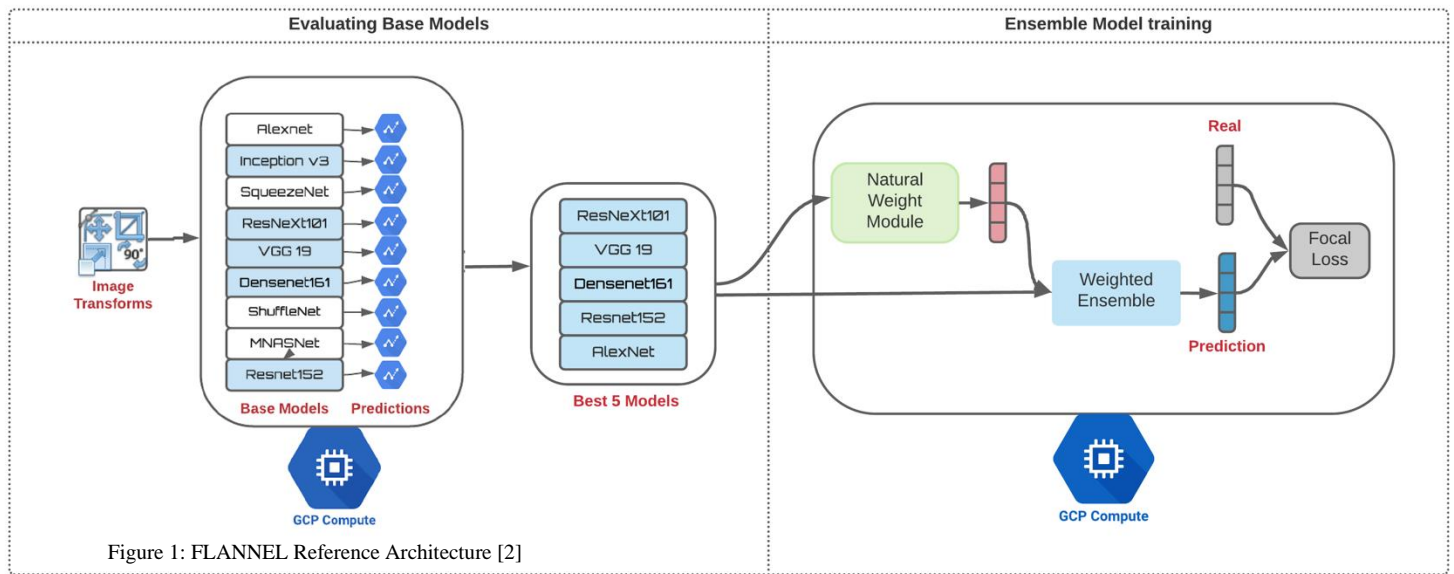 Evaluating Base Models
Ensemble Model training
Alexnet
Inception v3
SqueezeNet
ResNeXt101
VGG 19
Densenet161
ShuffleNet
MNASNet
Resnet152
Base Models
Predictions
90°
Image
Transforms
GCP Compute
ResNeXt101
VGG 19
Densenet161
Resnet152
AlexNet
Best 5 Models
Natural
Weight
Module
Weighted
Ensemble
Real
Prediction
Focal
Loss
GCP Compute
Figure 1: FLANNEL Reference Architecture [2]